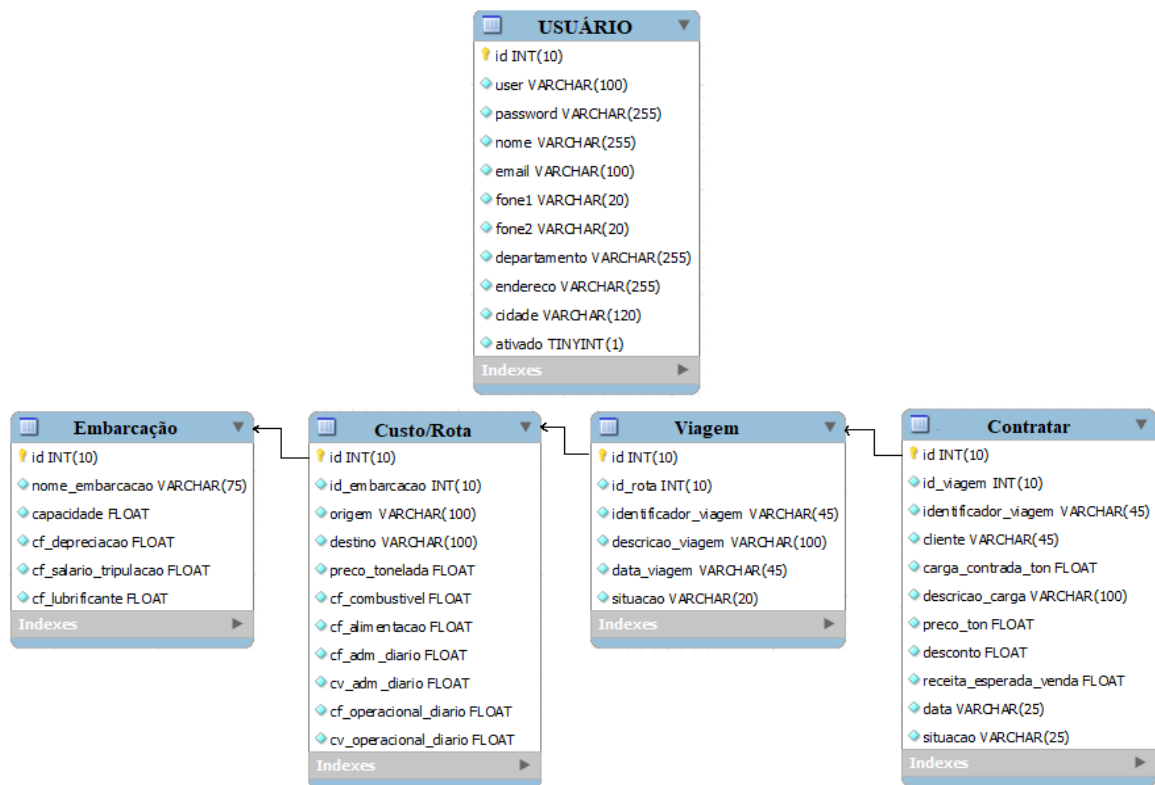 USUÁRIO
id INT(10)
user VARCHAR(100)
password VARCHAR(255)
nome VARCHAR(255)
email VARCHAR(100)
fone1 VARCHAR(20)
fone2 VARCHAR(20)
departamento VARCHAR(255)
endereco VARCHAR(255)
cidade VARCHAR(120)
ativado TINYINT(1)
Indexes
Embarcação
id INT(10)
nome_embarcacao VARCHAR(75)
capacidade FLOAT
cf_depreciacao FLOAT
cf_salario_tripulacao FLOAT
cf_lubrificante FLOAT
Indexes
Custo/Rota
id INT(10)
id_embarcacao INT(10)
origem VARCHAR(100)
destino VARCHAR(100)
preco_tonelada FLOAT
cf_combustivel FLOAT
cf_alimentacao FLOAT
cf_adm_diario FLOAT
cv_adm_diario FLOAT
cf_operacional_diario FLOAT
cv_operacional_diario FLOAT
Indexes
Viagem
id INT(10)
id_rota INT(10)
identificador_viagem VARCHAR(45)
descricao_viagem VARCHAR(100)
data_viagem VARCHAR(45)
situacao VARCHAR(20)
Indexes
Contratar
id INT(10)
id_viagem INT(10)
identificador_viagem VARCHAR(45)
cliente VARCHAR(45)
carga_contrada_ton FLOAT
descricao_carga VARCHAR(100)
preco_ton FLOAT
desconto FLOAT
receita_esperada_venda FLOAT
data VARCHAR(25)
situacao VARCHAR(25)
Indexes